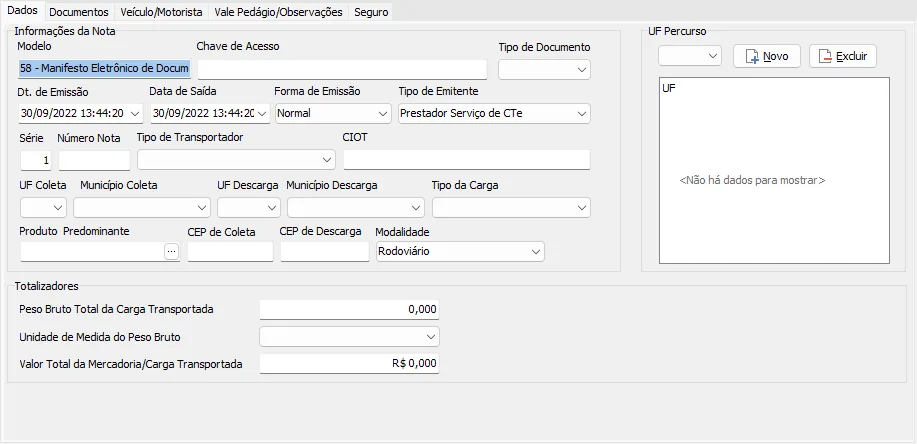 Dados Documentos Veículo/Motorista Vale Pedágio/Observações Seguro
Informações da Nota
Modelo Chave de Acesso Tipo de Documento
58 - Manifesto Eletrônico de Docum
Dt. de Emissão Data de Saída Forma de Emissão Tipo de Emitente
30/09/2022 13:44:20 30/09/2022 13:44:20 Normal Prestador Serviço de CTe
Série Número Nota Tipo de Transportador CIOT
1
UF Coleta Município Coleta UF Descarga Município Descarga Tipo da Carga
Produto Predominante CEP de Coleta CEP de Descarga Modalidade
... Rodoviário
UF Percurso
Novo Excluir
UF
<Não há dados para mostrar>
Totalizadores
Peso Bruto Total da Carga Transportada 0,000
Unidade de Medida do Peso Bruto
Valor Total da Mercadoria/Carga Transportada R$ 0,000